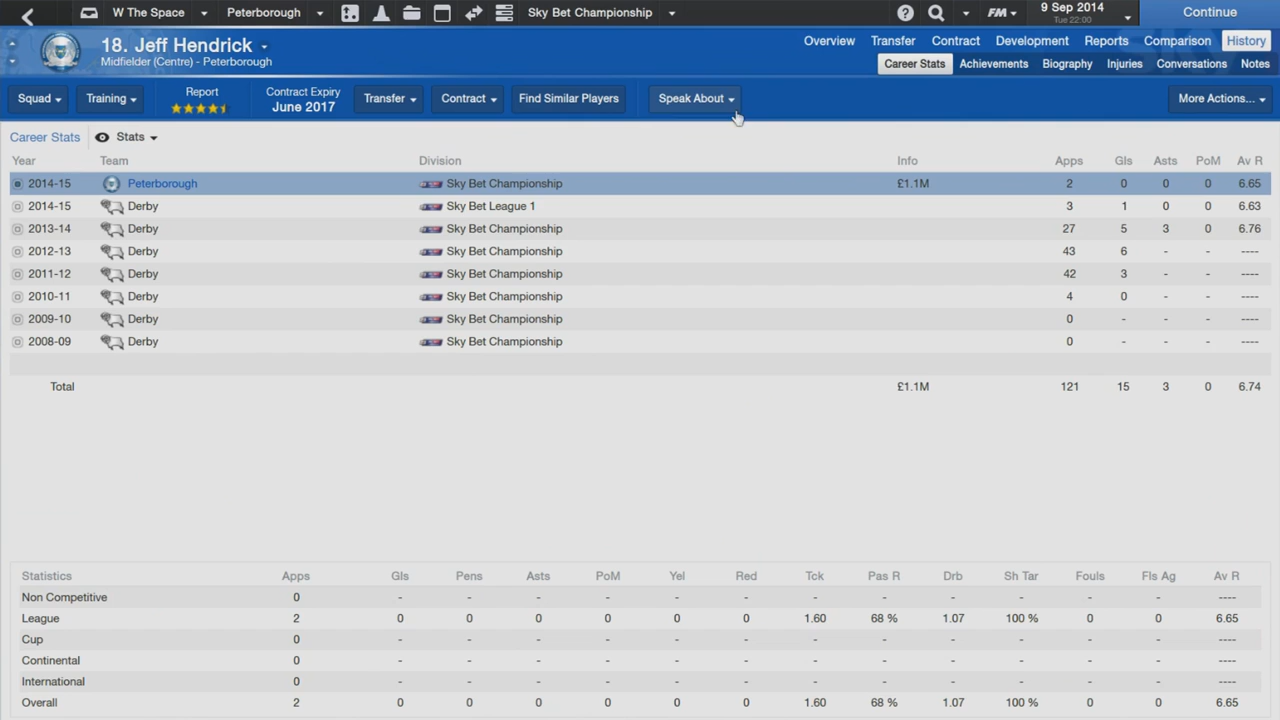 W The Space Peterborough Sky Bet Championship FM 9 Sep 2014 Tue 22:00 Continue
18. Jeff Hendrick
Midfielder (Centre) - Peterborough
Overview Transfer Contract Development Reports Comparison History
Career Stats Achievements Biography Injuries Conversations Notes
Squad Training Report Contract Expiry June 2017 Transfer Contract Find Similar Players Speak About More Actions...
Career Stats Stats
Year Team Division Info Apps Gls Asts PoM Av R
2014-15 Peterborough Sky Bet Championship £1.1M 2 0 0 0 6.65
2014-15 Derby Sky Bet League 1 3 1 0 0 6.63
2013-14 Derby Sky Bet Championship 27 5 3 0 6.76
2012-13 Derby Sky Bet Championship 43 6 - - ----
2011-12 Derby Sky Bet Championship 42 3 - - ----
2010-11 Derby Sky Bet Championship 4 0 - - ----
2009-10 Derby Sky Bet Championship 0 - - - ----
2008-09 Derby Sky Bet Championship 0 - - - ----
Total £1.1M 121 15 3 0 6.74
Statistics Apps Gls Pens Asts PoM Yel Red Tck Pas R Drb Sh Tar Fouls Fls Ag Av R
Non Competitive 0 - - - - - - - - - - - - ----
League 2 0 0 0 0 0 0 1.60 68 % 1.07 100 % 0 0 6.65
Cup 0 - - - - - - - - - - - - ----
Continental 0 - - - - - - - - - - - - ----
International 0 - - - - - - - - - - - - ----
Overall 2 0 0 0 0 0 0 1.60 68 % 1.07 100 % 0 0 6.65